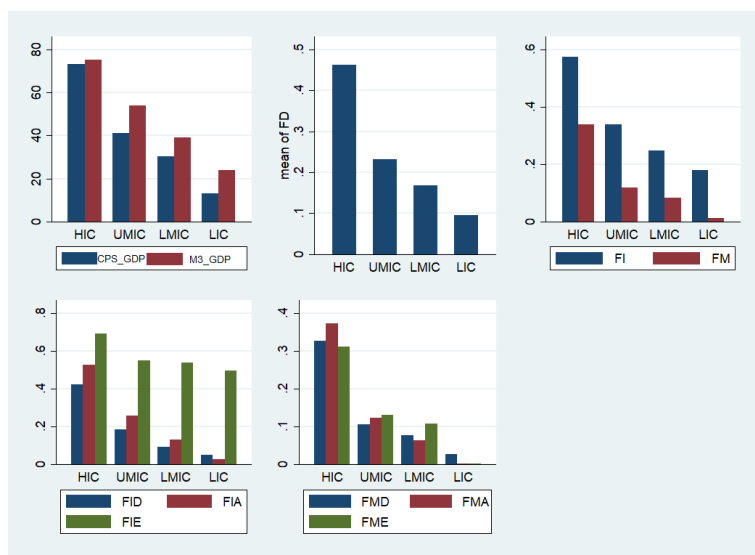 80
60
40
20
0
HIC UMIC LMIC LIC
CPS_GDP M3_GDP
mean of FD
.5
.4
.3
.2
.1
0
HIC UMIC LMIC LIC
.6
.4
.2
0
HIC UMIC LMIC LIC
FI FM
.8
.6
.4
.2
0
HIC UMIC LMIC LIC
FID FIA
FIE
.4
.3
.2
.1
0
HIC UMIC LMIC LIC
FMD FMA
FME